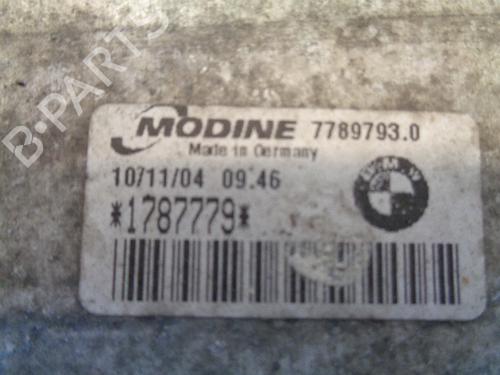 B-PARTS
MODINE 7789793.0
Made in Germany
10/11/04 09.46
BMW
*1787779*